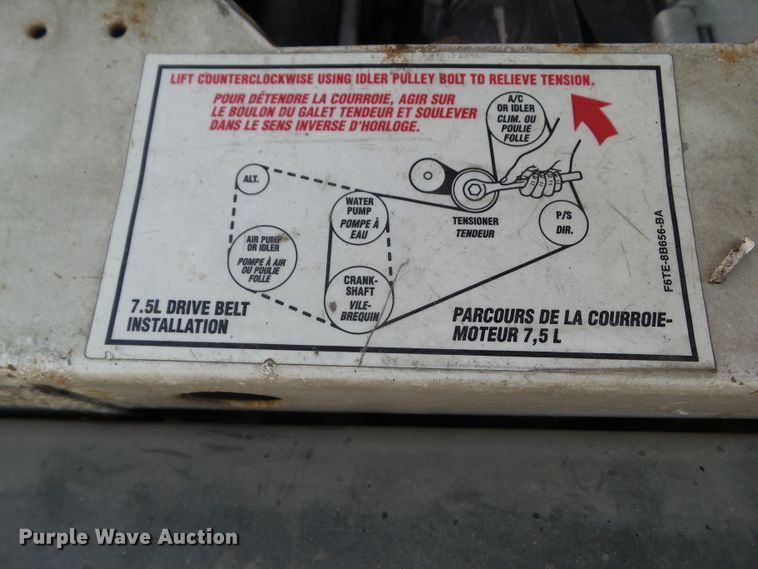 LIFT COUNTERCLOCKWISE USING IDLER PULLEY BOLT TO RELIEVE TENSION.
POUR DÉTENDRE LA COURROIE, AGIR SUR
LE BOULON DU GALET TENDEUR ET SOULEVER
DANS LE SENS INVERSE D'HORLOGE.
A/C
OR IDLER
CLIM. OU
POULIE
FOLLE
ALT.
WATER
PUMP
POMPE À
EAU
TENSIONER
TENDEUR
P/S
DIR.
AIR PUMP
OR IDLER
POMPE À AIR
OU POULIE
FOLLE
CRANK-
SHAFT
VILE-
BREQUIN
7.5L DRIVE BELT
INSTALLATION
PARCOURS DE LA COURROIE-
MOTEUR 7,5 L
F6TE-8B656-BA
Purple Wave Auction®